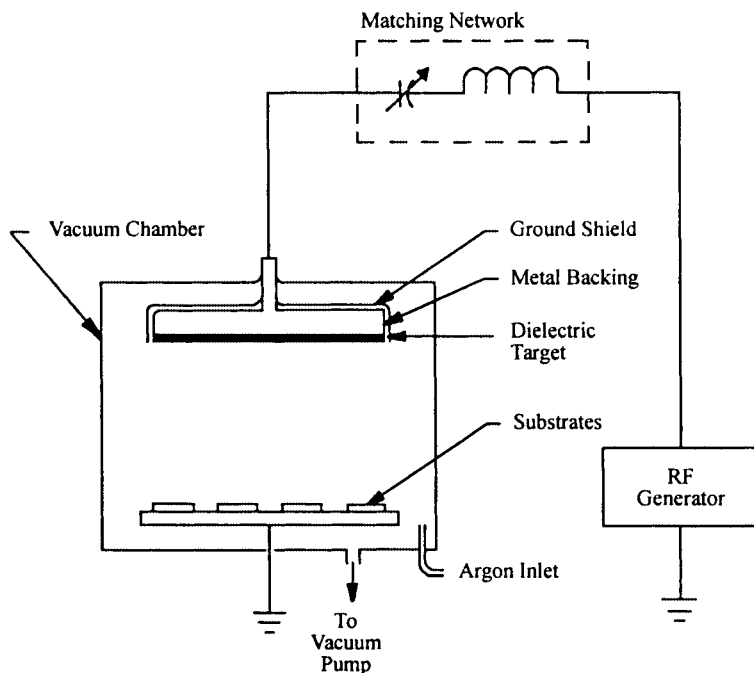 Matching Network
Vacuum Chamber
Ground Shield
Metal Backing
Dielectric
Target
Substrates
RF
Generator
Argon Inlet
To
Vacuum
Pump